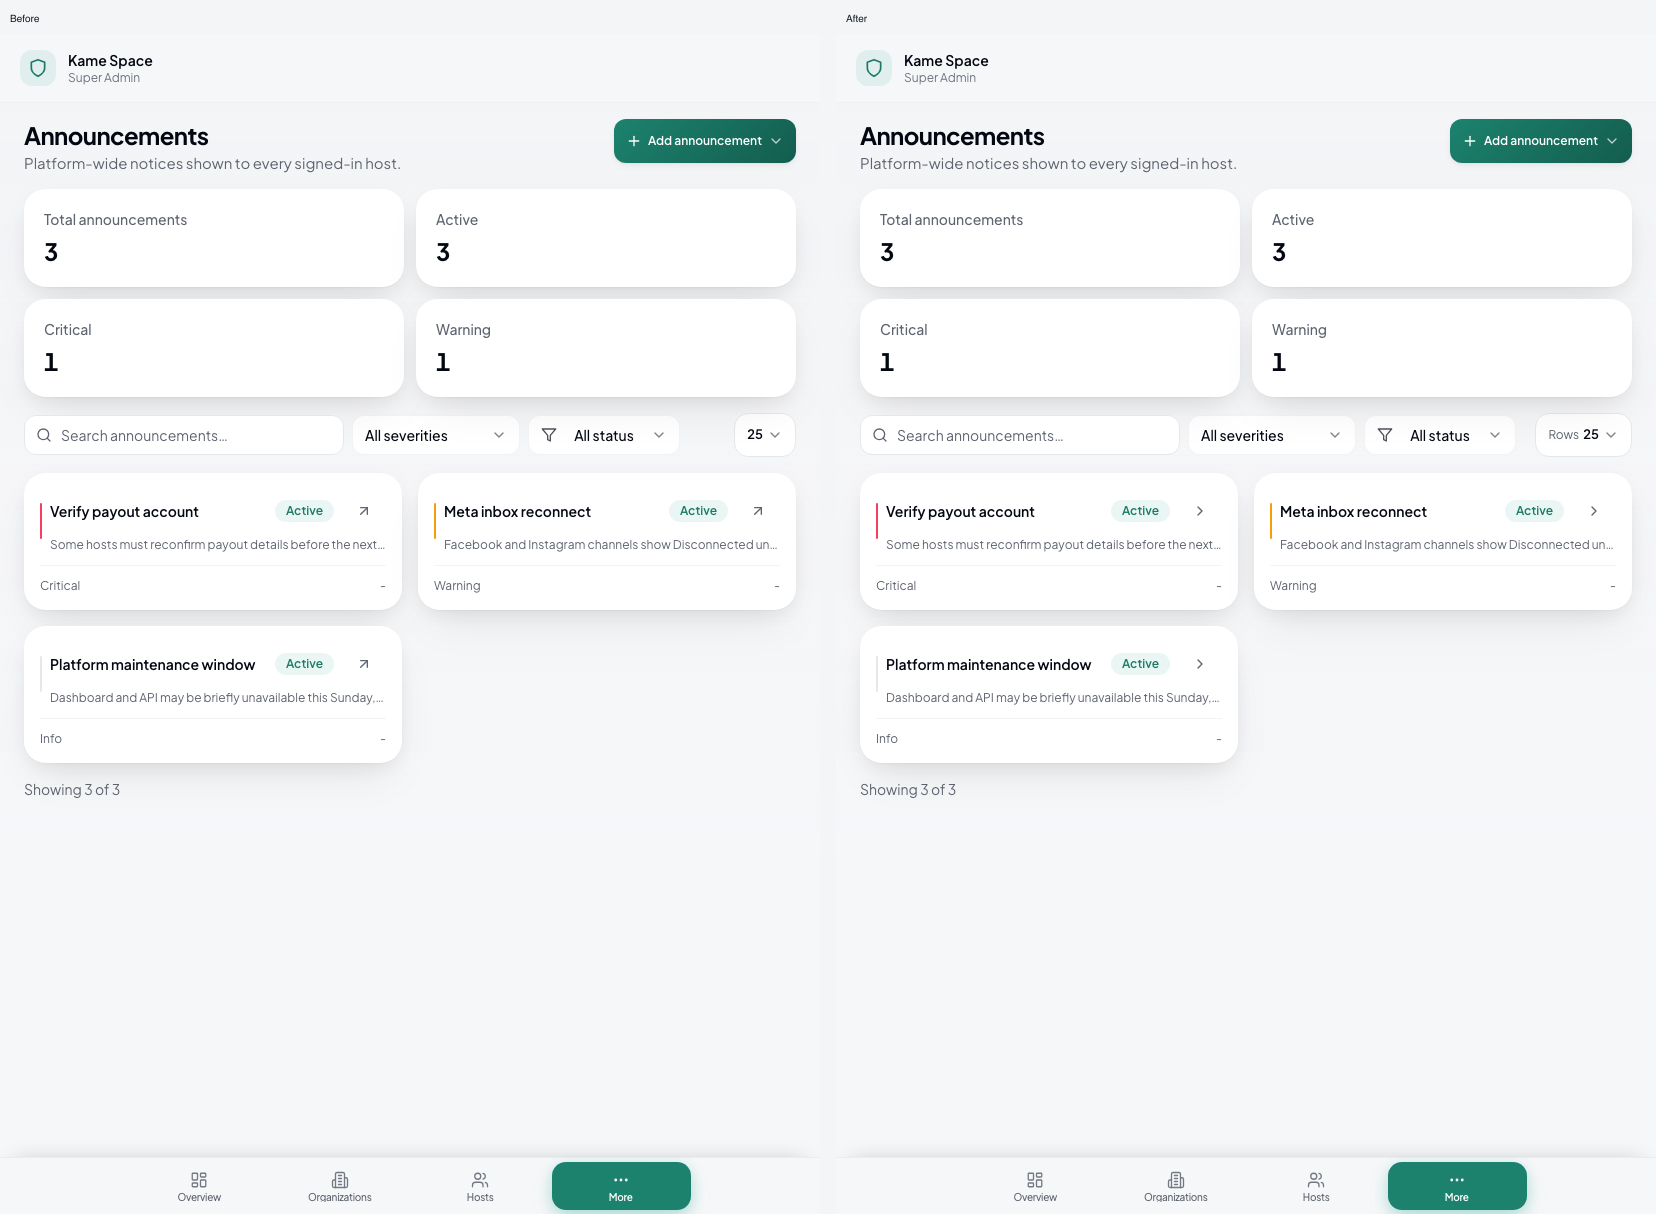 Before
Kame Space
Super Admin
Announcements
Platform-wide notices shown to every signed-in host.
Add announcement
Total announcements
3
Active
3
Critical
1
Warning
1
Search announcements...
All severities
All status
25
Verify payout account
Active
Some hosts must reconfirm payout details before the next...
Critical
-
Meta inbox reconnect
Active
Facebook and Instagram channels show Disconnected un...
Warning
-
Platform maintenance window
Active
Dashboard and API may be briefly unavailable this Sunday,...
Info
-
Showing 3 of 3
Overview
Organizations
Hosts
More
After
Kame Space
Super Admin
Announcements
Platform-wide notices shown to every signed-in host.
Add announcement
Total announcements
3
Active
3
Critical
1
Warning
1
Search announcements...
All severities
All status
Rows 25
Verify payout account
Active
Some hosts must reconfirm payout details before the next...
Critical
-
Meta inbox reconnect
Active
Facebook and Instagram channels show Disconnected un...
Warning
-
Platform maintenance window
Active
Dashboard and API may be briefly unavailable this Sunday,...
Info
-
Showing 3 of 3
Overview
Organizations
Hosts
More